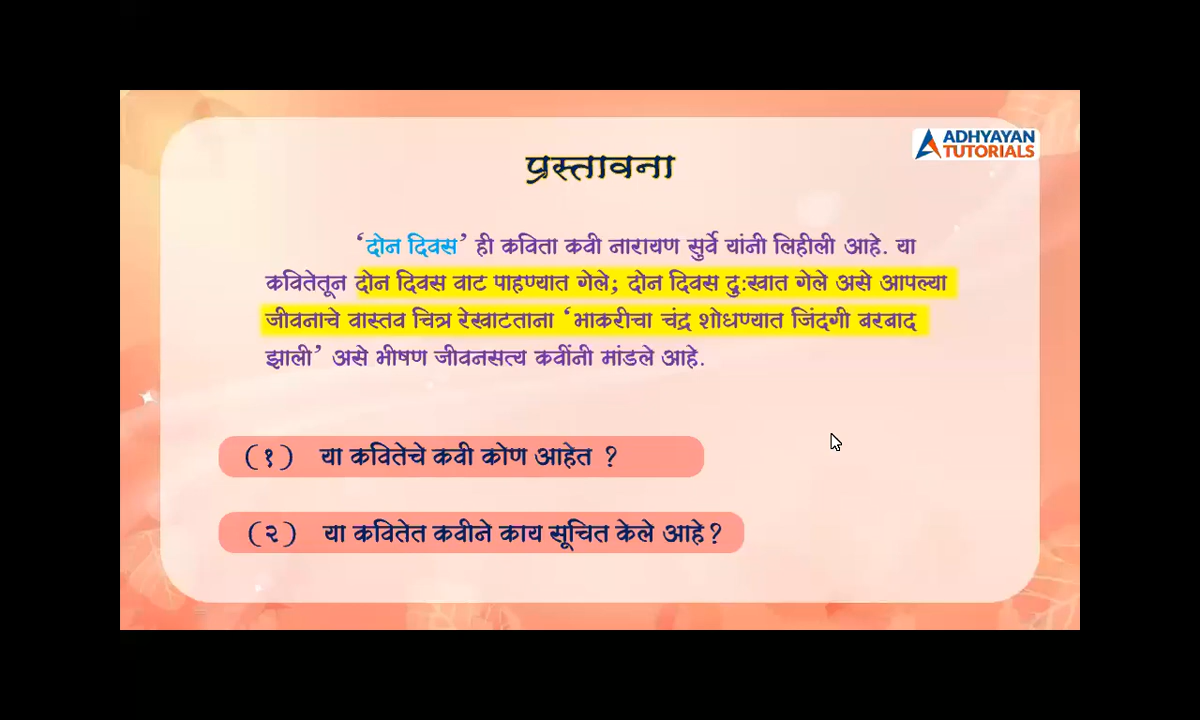 ADHYAYAN
TUTORIALS
प्रस्तावना
‘दोन दिवस’ ही कविता कवी नारायण सुर्वे यांनी लिहीली आहे. या
कवितेतून दोन दिवस वाट पाहण्यात गेले; दोन दिवस दुःखात गेले असे आपल्या
जीवनाचे वास्तव चित्र रेखाटताना ‘भाकरीचा चंद्र शोधण्यात जिंदगी बरबाद
झाली’ असे भीषण जीवनसत्य कवींनी मांडले आहे.
(१) या कवितेचे कवी कोण आहेत ?
(२) या कवितेत कवीने काय सूचित केले आहे?